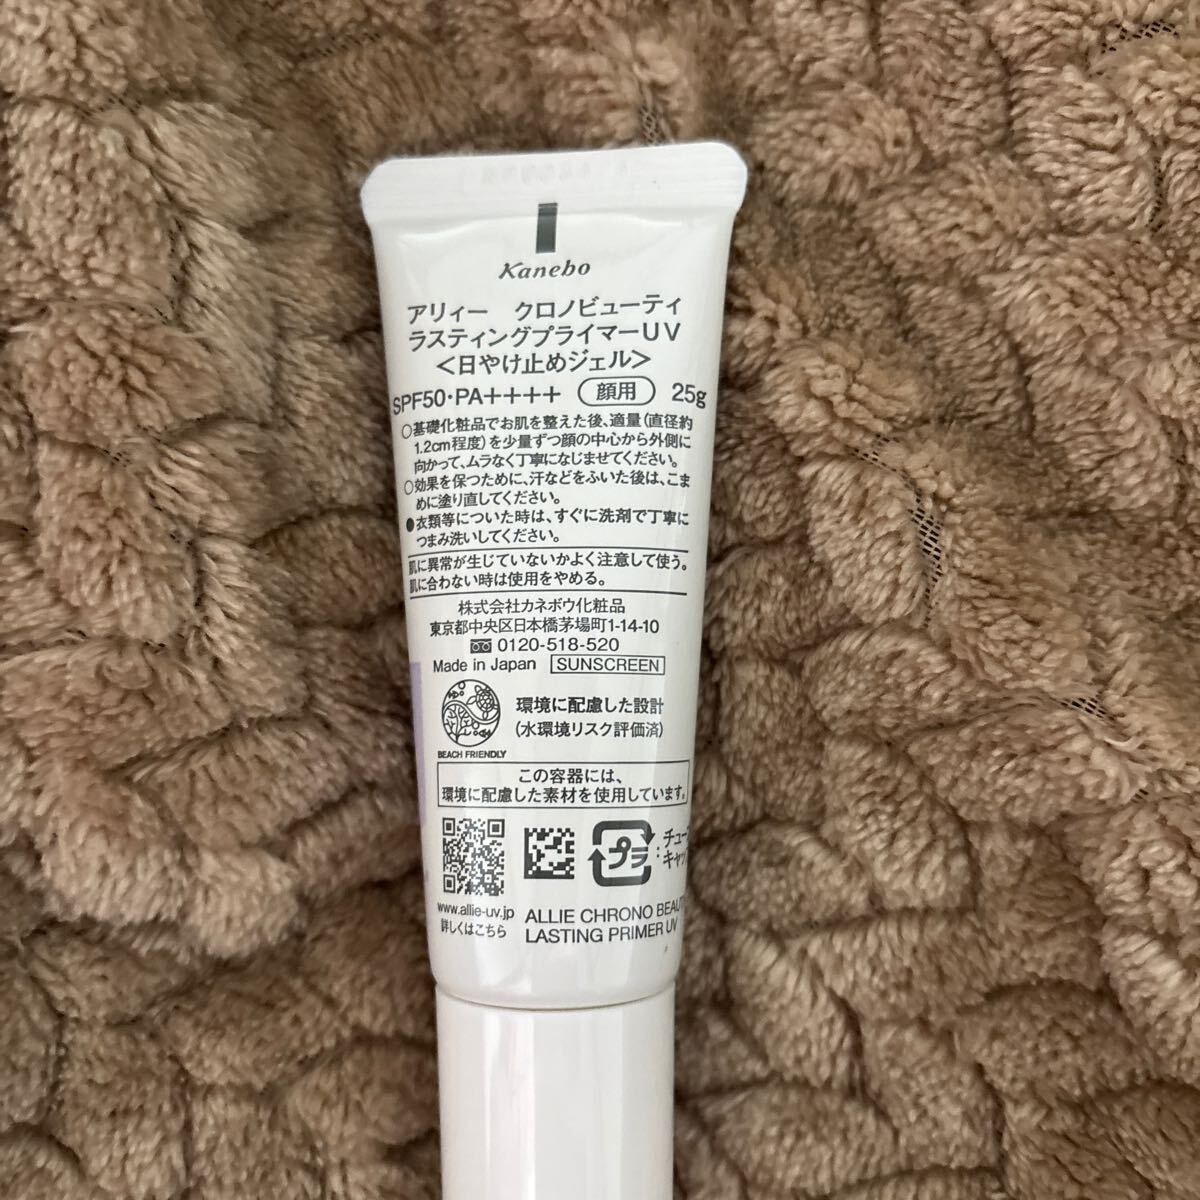 Kanebo
アリィー　クロノビューティ
ラスティングプライマーUV
＜日やけ止めジェル＞
SPF50・PA++++ 顔用 25g
○基礎化粧品でお肌を整えた後、適量(直径約
1.2cm程度)を少量ずつ顔の中心から外側に
向かって、ムラなく丁寧になじませてください。
○効果を保つために、汗などをふいた後は、こま
めに塗り直してください。
●衣類等についた時は、すぐに洗剤で丁寧に
つまみ洗いしてください。
肌に異常が生じていないかよく注意して使う。
肌に合わない時は使用をやめる。
株式会社カネボウ化粧品
東京都中央区日本橋茅場町1-14-10
0120-518-520
Made in Japan SUNSCREEN
環境に配慮した設計
(水環境リスク評価済)
BEACH FRIENDLY
この容器には、
環境に配慮した素材を使用しています。
プラ
：チュー
キャッ
www.allie-uv.jp
詳しくはこちら
ALLIE CHRONO BEAUT
LASTING PRIMER UV